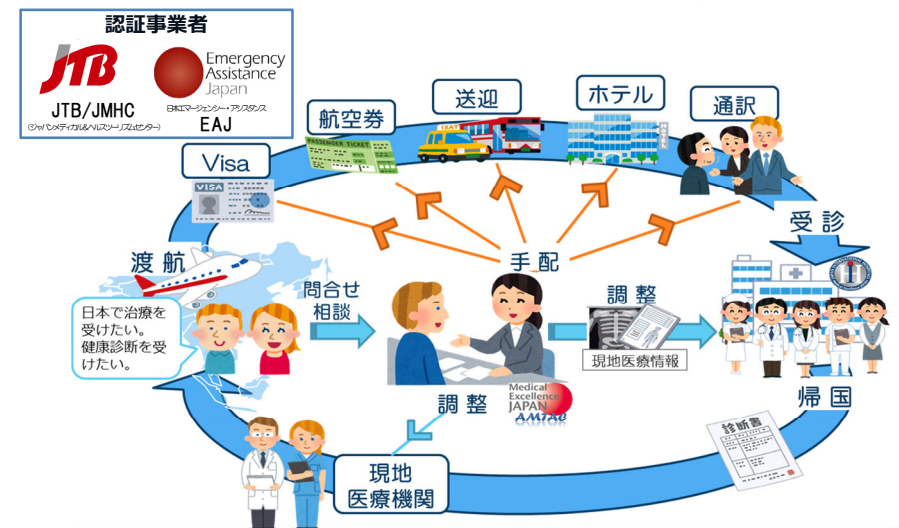 認証事業者
JTB
JTB/JMHC
(ジャパンメディカル&ヘルスツーリズムセンター)
Emergency
Assistance
Japan
日本エマージェンシー・アシスタンス
EAJ
Visa
航空券
送迎
ホテル
通訳
VISA
PASSENGER TICKET
EAC
TAXI
受診
渡航
手配
日本で治療を
受けたい。
健康診断を受
けたい。
問合せ
相談
調整
現地医療情報
調整
Medical
Excellence
JAPAN
AMTAC
帰国
診断書
現地
医療機関